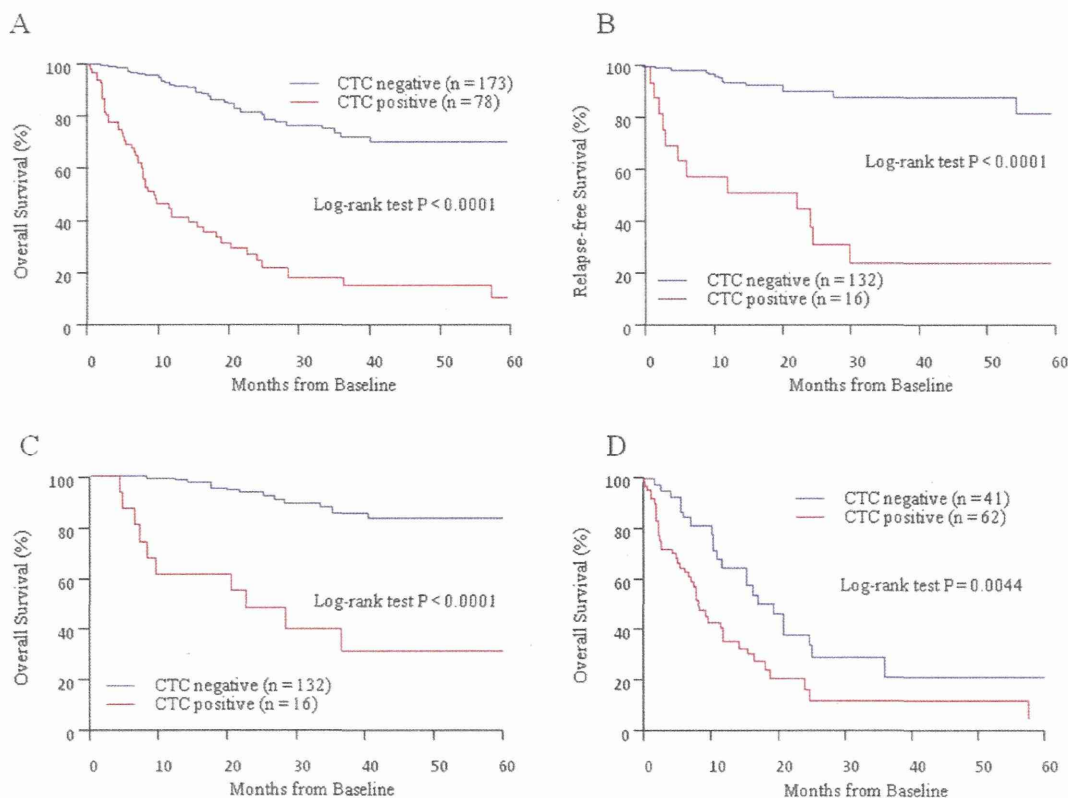 A
100
80
60
40
20
0
Overall Survival (%)
CTC negative (n = 173)
CTC positive (n = 78)
Log-rank test P < 0.0001
0 10 20 30 40 50 60
Months from Baseline
B
100
80
60
40
20
0
Relapse-free Survival (%)
Log-rank test P < 0.0001
CTC negative (n = 132)
CTC positive (n = 16)
0 10 20 30 40 50 60
Months from Baseline
C
100
80
60
40
20
0
Overall Survival (%)
Log-rank test P < 0.0001
CTC negative (n = 132)
CTC positive (n = 16)
0 10 20 30 40 50 60
Months from Baseline
D
100
80
60
40
20
0
Overall Survival (%)
CTC negative (n = 41)
CTC positive (n = 62)
Log-rank test P = 0.0044
0 10 20 30 40 50 60
Months from Baseline